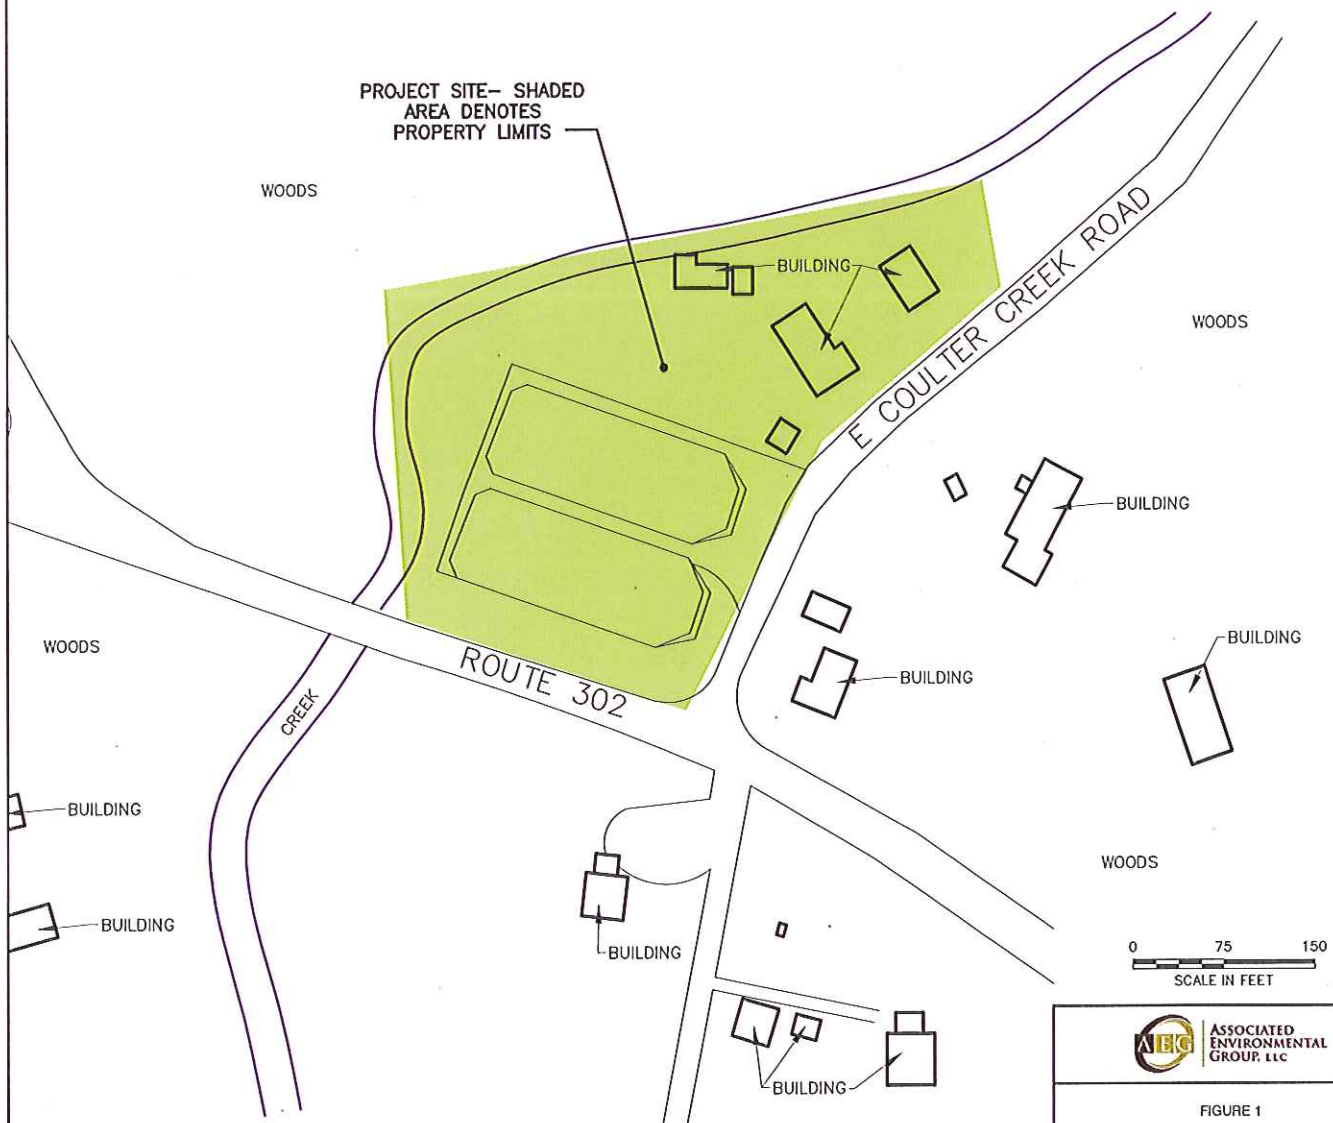 PROJECT SITE- SHADED
AREA DENOTES
PROPERTY LIMITS
WOODS
BUILDING
E COULTER CREEK ROAD
WOODS
BUILDING
WOODS
BUILDING
ROUTE 302
BUILDING
CREEK
BUILDING
WOODS
BUILDING
BUILDING
0 75 150
SCALE IN FEET
AEG
ASSOCIATED
ENVIRONMENTAL
GROUP, LLC
BUILDING
FIGURE 1